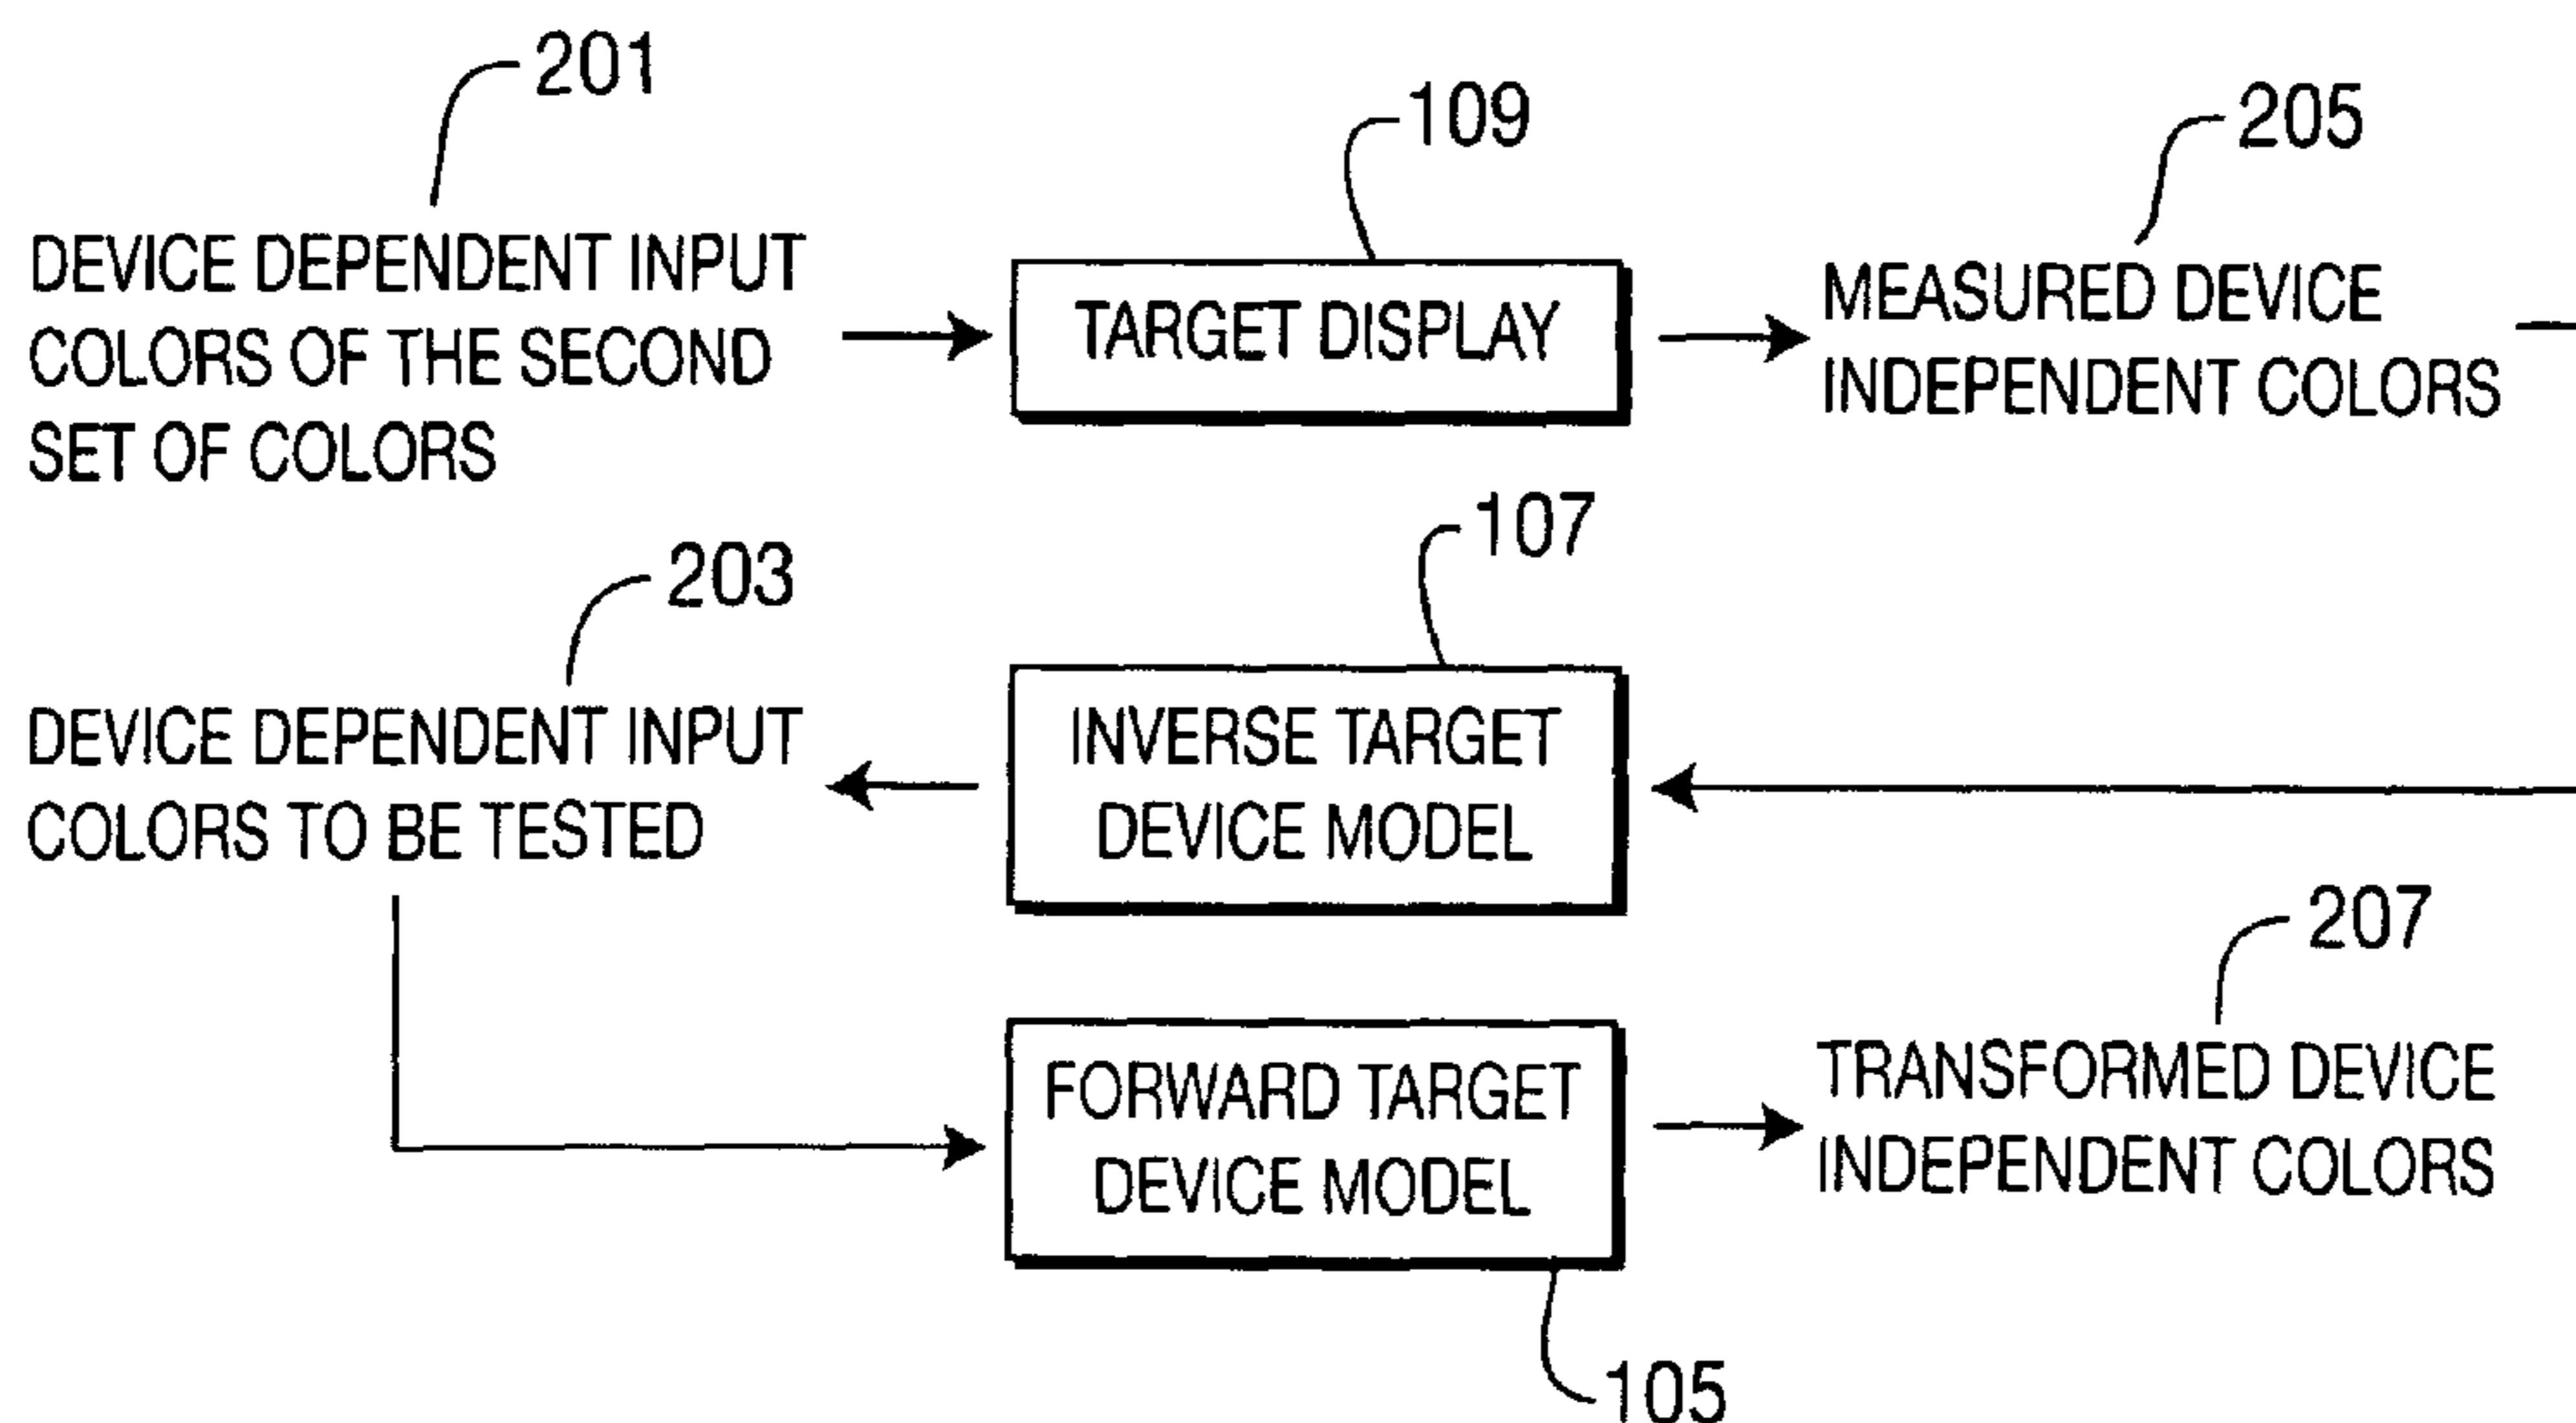 201
109
205
DEVICE DEPENDENT INPUT
COLORS OF THE SECOND
SET OF COLORS
TARGET DISPLAY
MEASURED DEVICE
INDEPENDENT COLORS
203
107
DEVICE DEPENDENT INPUT
COLORS TO BE TESTED
INVERSE TARGET
DEVICE MODEL
207
FORWARD TARGET
DEVICE MODEL
TRANSFORMED DEVICE
INDEPENDENT COLORS
105